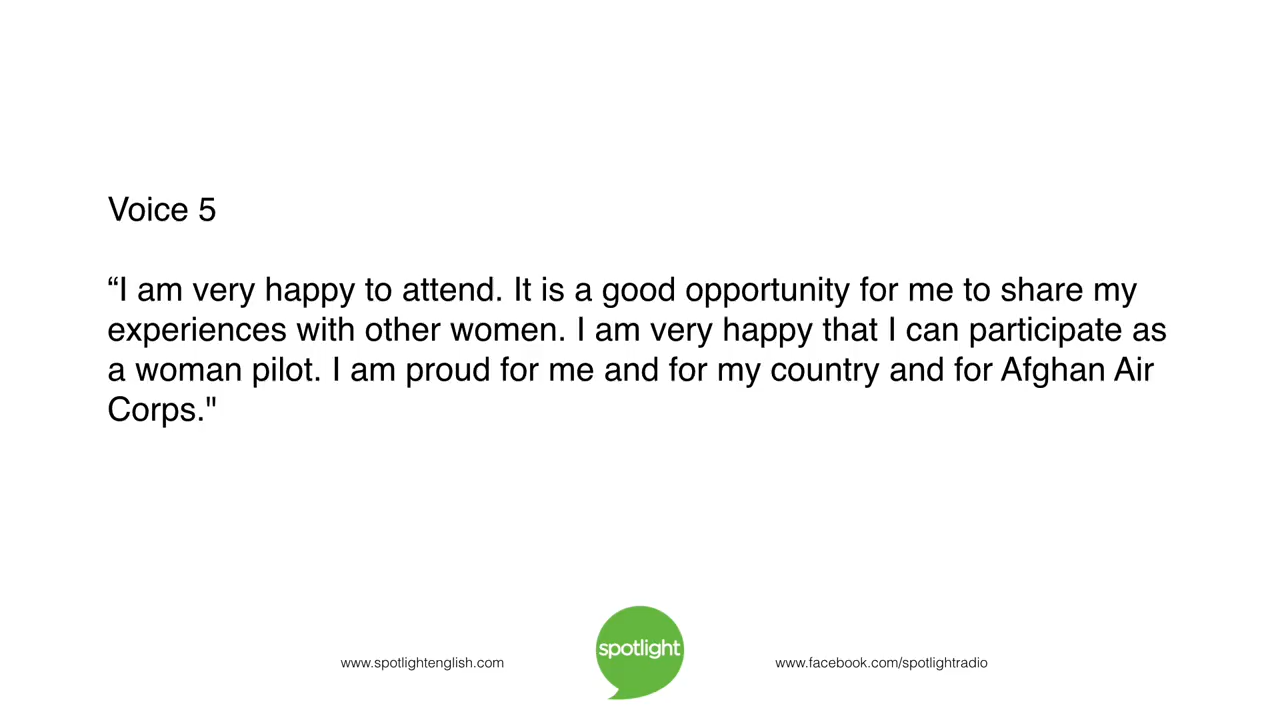 Voice 5
“I am very happy to attend. It is a good opportunity for me to share my
experiences with other women. I am very happy that I can participate as
a woman pilot. I am proud for me and for my country and for Afghan Air
Corps."
spotlight
www.spotlightenglish.com
www.facebook.com/spotlightradio